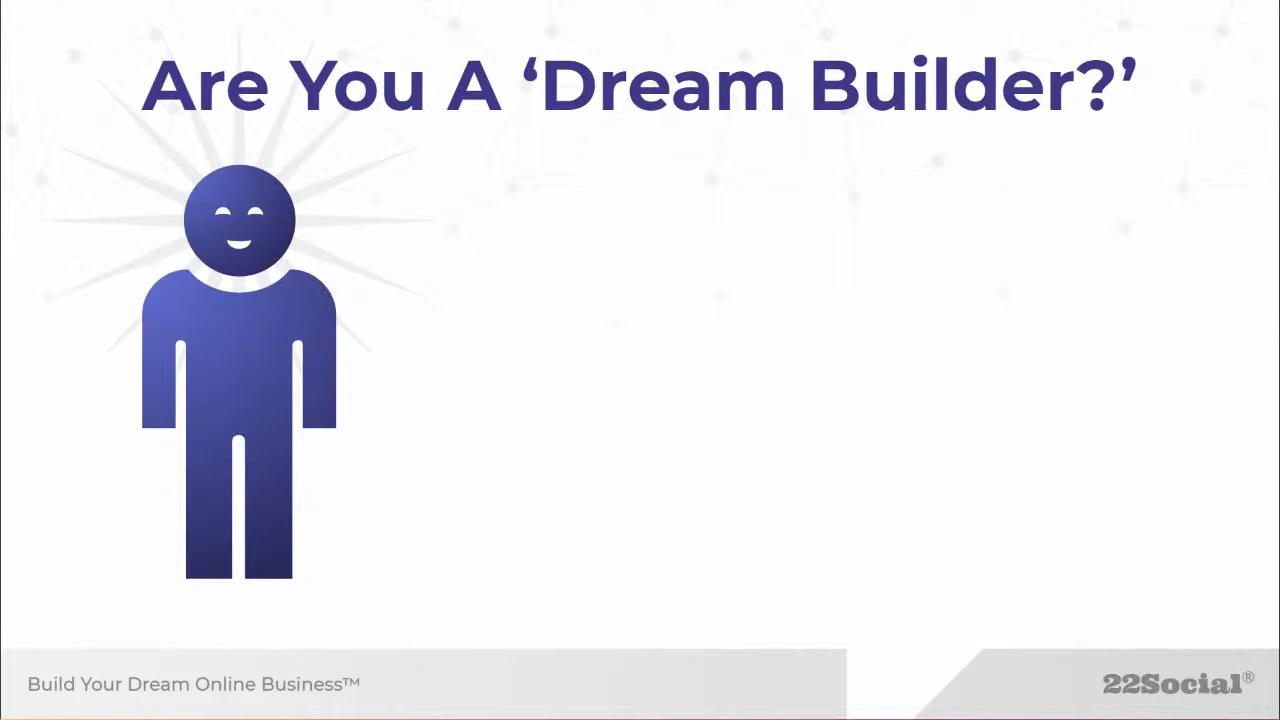 Are You A ‘Dream Builder?’
Build Your Dream Online Business™
22Social®